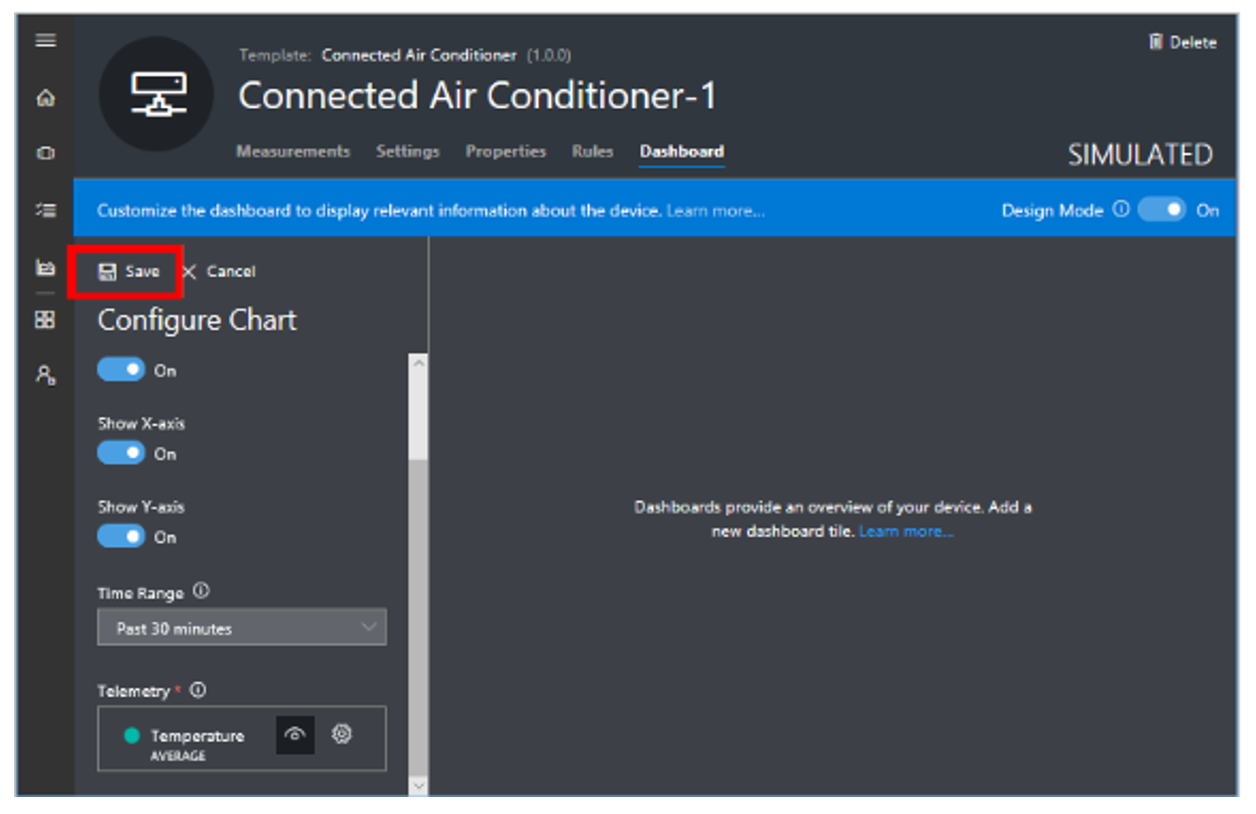 Template: Connected Air Conditioner (1.0.0)
Delete
Connected Air Conditioner-1
Measurements Settings Properties Rules Dashboard
SIMULATED
Customize the dashboard to display relevant information about the device. Learn more...
Design Mode On
Save Cancel
Configure Chart
On
Show X-axis
On
Show Y-axis
On
Time Range
Past 30 minutes
Telemetry *
Temperature
AVERAGE
Dashboards provide an overview of your device. Add a
new dashboard tile. Learn more...